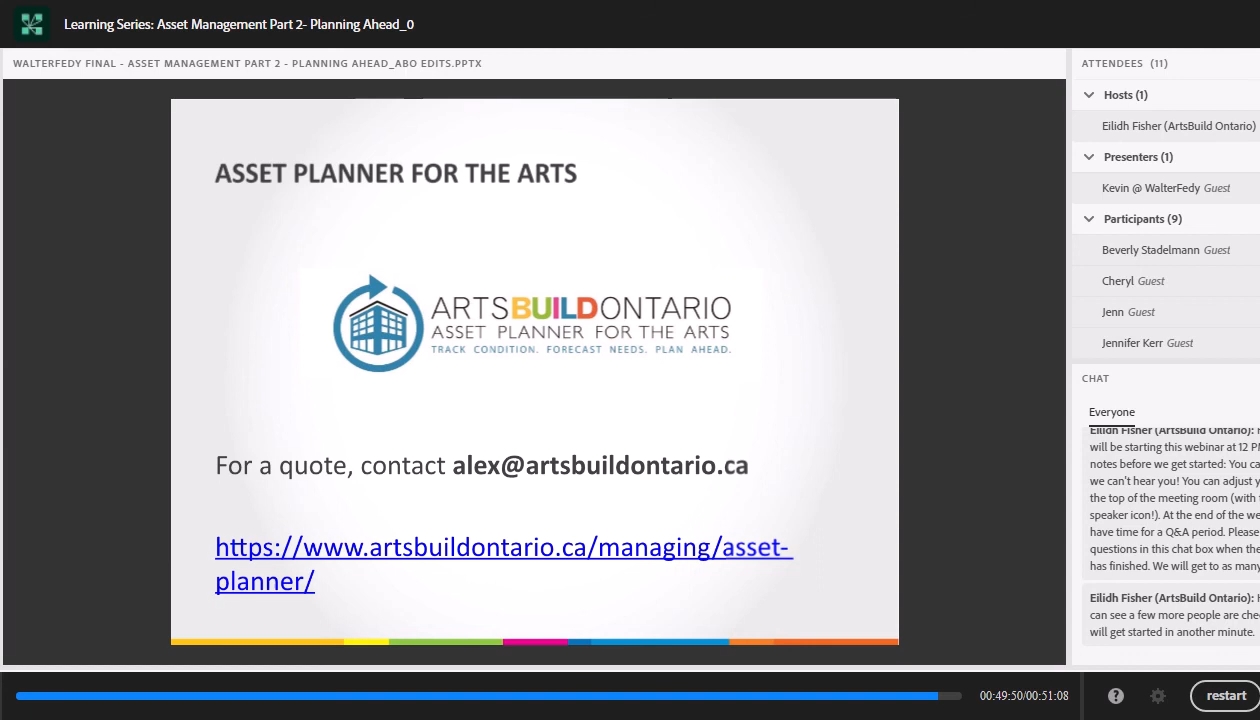 Learning Series: Asset Management Part 2- Planning Ahead_0
WALTERFEDY FINAL - ASSET MANAGEMENT PART 2 - PLANNING AHEAD_ABO EDITS.PPTX
ASSET PLANNER FOR THE ARTS
ARTSBUILDONTARIO
ASSET PLANNER FOR THE ARTS
TRACK CONDITION. FORECAST NEEDS. PLAN AHEAD.
For a quote, contact alex@artsbuildontario.ca
https://www.artsbuildontario.ca/managing/asset-
planner/
ATTENDEES (11)
Hosts (1)
Eilidh Fisher (ArtsBuild Ontario)
Presenters (1)
Kevin @ WalterFedy Guest
Participants (9)
Beverly Stadelmann Guest
Cheryl Guest
Jenn Guest
Jennifer Kerr Guest
CHAT
Everyone
Eilidh Fisher (ArtsBuild Ontario):
will be starting this webinar at 12 P
notes before we get started: You ca
we can't hear you! You can adjust y
the top of the meeting room (with
speaker icon!). At the end of the we
have time for a Q&A period. Please
questions in this chat box when the
has finished. We will get to as many
Eilidh Fisher (ArtsBuild Ontario):
can see a few more people are che
will get started in another minute.
00:49:50/00:51:08
?
restart